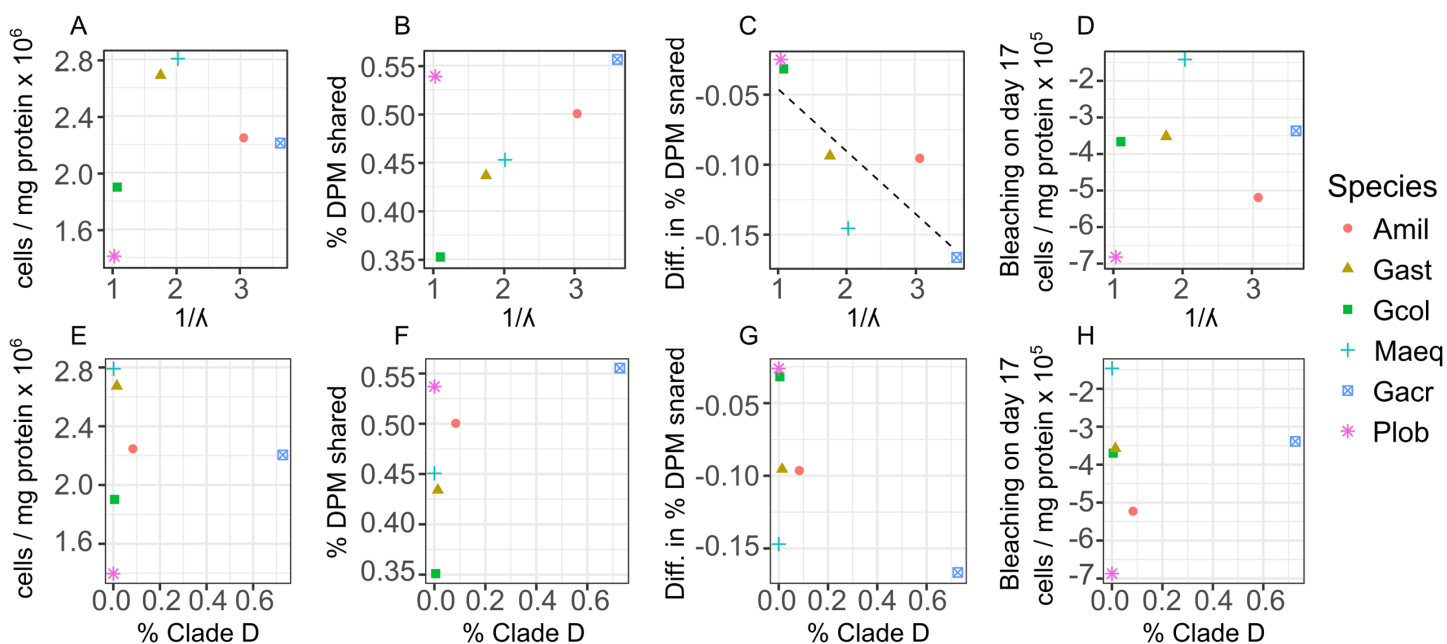 A
cells / mg protein x 10⁶
2.8
2.4
2.0
1.6
1
2
3
1/ʎ
B
% DPM shared
0.55
0.50
0.45
0.40
0.35
1
2
3
1/ʎ
C
Diff. in % DPM snared
-0.05
-0.10
-0.15
1
2
3
1/ʎ
D
Bleaching on day 17
cells / mg protein x 10⁵
-2
-3
-4
-5
-6
-7
1
2
3
1/ʎ
E
cells / mg protein x 10⁶
2.8
2.4
2.0
1.6
0.0
0.2
0.4
0.6
% Clade D
F
% DPM shared
0.55
0.50
0.45
0.40
0.35
0.0
0.2
0.4
0.6
% Clade D
G
Diff. in % DPM snared
-0.05
-0.10
-0.15
0.0
0.2
0.4
0.6
% Clade D
H
Bleaching on day 17
cells / mg protein x 10⁵
-2
-3
-4
-5
-6
-7
0.0
0.2
0.4
0.6
% Clade D
Species
Amil
Gast
Gcol
Maeq
Gacr
Plob